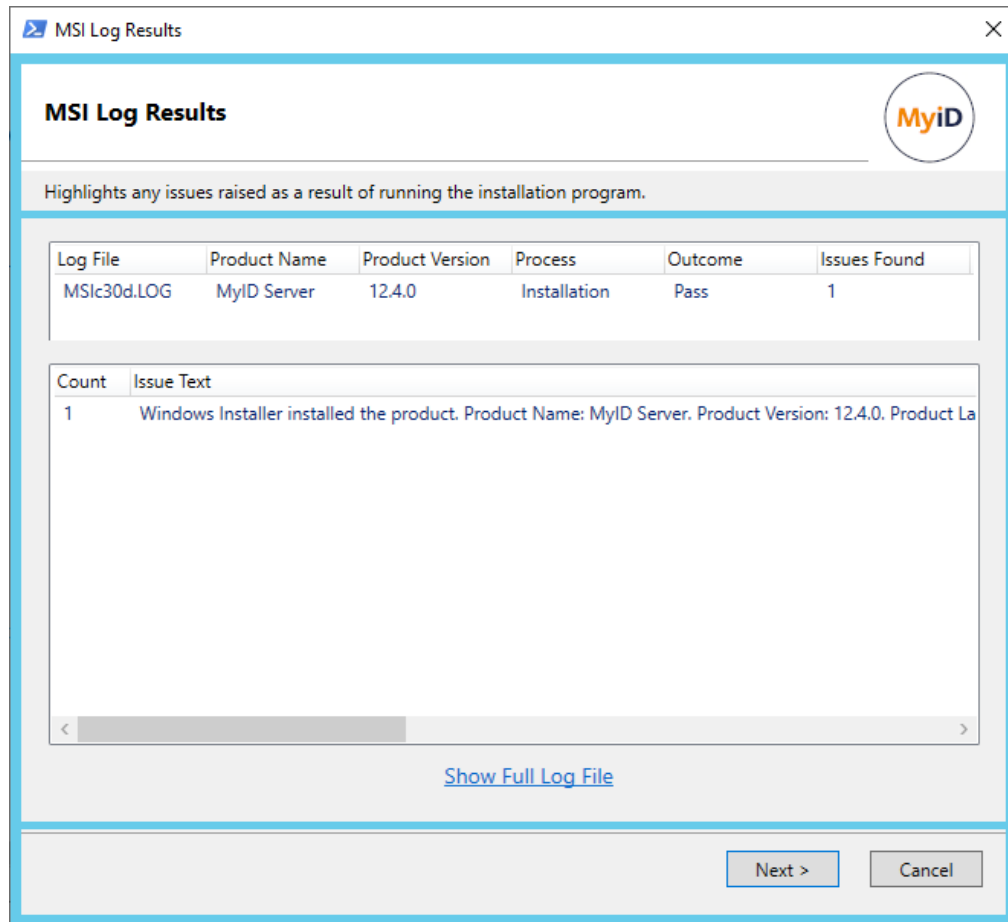 MSI Log Results
MSI Log Results
MyiD
Highlights any issues raised as a result of running the installation program.
Log File Product Name Product Version Process Outcome Issues Found
MSIc30d.LOG MyID Server 12.4.0 Installation Pass 1
Count Issue Text
1 Windows Installer installed the product. Product Name: MyID Server. Product Version: 12.4.0. Product La
Show Full Log File
Next > Cancel